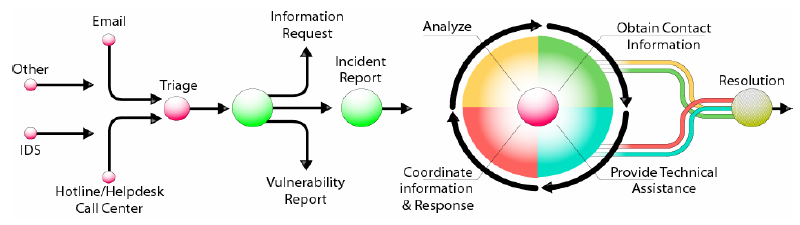 Email
Other
IDS
Hotline/Helpdesk
Call Center
Triage
Information
Request
Incident
Report
Vulnerability
Report
Analyze
Obtain Contact
Information
Coordinate
information
& Response
Provide Technical
Assistance
Resolution